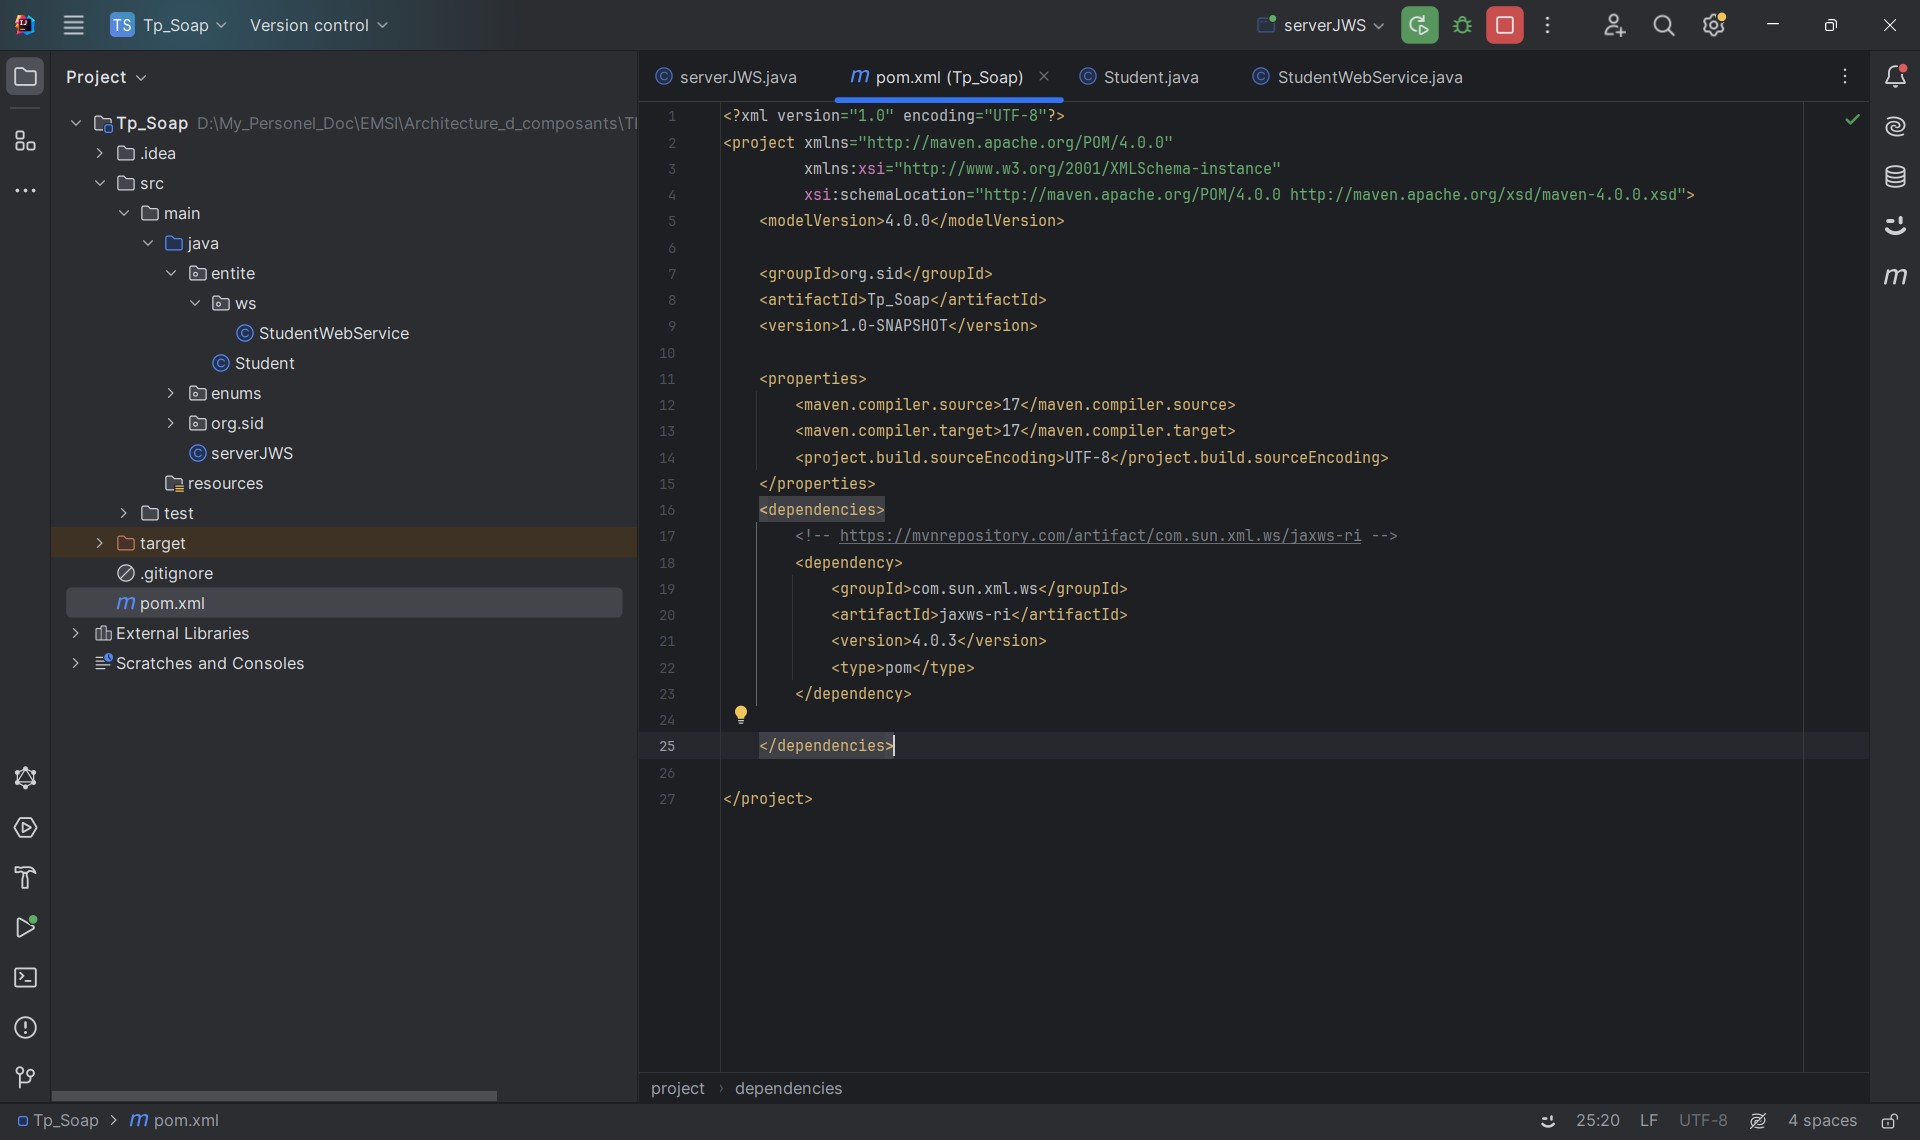 TS Tp_Soap Version control serverJWS
Project
serverJWS.java pom.xml (Tp_Soap) Student.java StudentWebService.java
Tp_Soap D:\My_Personel_Doc\EMSI\Architecture_d_composants\
.idea
src
main
java
entite
ws
StudentWebService
Student
enums
org.sid
serverJWS
resources
test
target
.gitignore
pom.xml
External Libraries
Scratches and Consoles
1 <?xml version="1.0" encoding="UTF-8"?>
2 <project xmlns="http://maven.apache.org/POM/4.0.0"
3 xmlns:xsi="http://www.w3.org/2001/XMLSchema-instance"
4 xsi:schemaLocation="http://maven.apache.org/POM/4.0.0 http://maven.apache.org/xsd/maven-4.0.0.xsd">
5 <modelVersion>4.0.0</modelVersion>
6
7 <groupId>org.sid</groupId>
8 <artifactId>Tp_Soap</artifactId>
9 <version>1.0-SNAPSHOT</version>
10
11 <properties>
12 <maven.compiler.source>17</maven.compiler.source>
13 <maven.compiler.target>17</maven.compiler.target>
14 <project.build.sourceEncoding>UTF-8</project.build.sourceEncoding>
15 </properties>
16 <dependencies>
17 <!-- https://mvnrepository.com/artifact/com.sun.xml.ws/jaxws-ri -->
18 <dependency>
19 <groupId>com.sun.xml.ws</groupId>
20 <artifactId>jaxws-ri</artifactId>
21 <version>4.0.3</version>
22 <type>pom</type>
23 </dependency>
24
25 </dependencies>
26
27 </project>
project › dependencies
Tp_Soap > m pom.xml 25:20 LF UTF-8 4 spaces